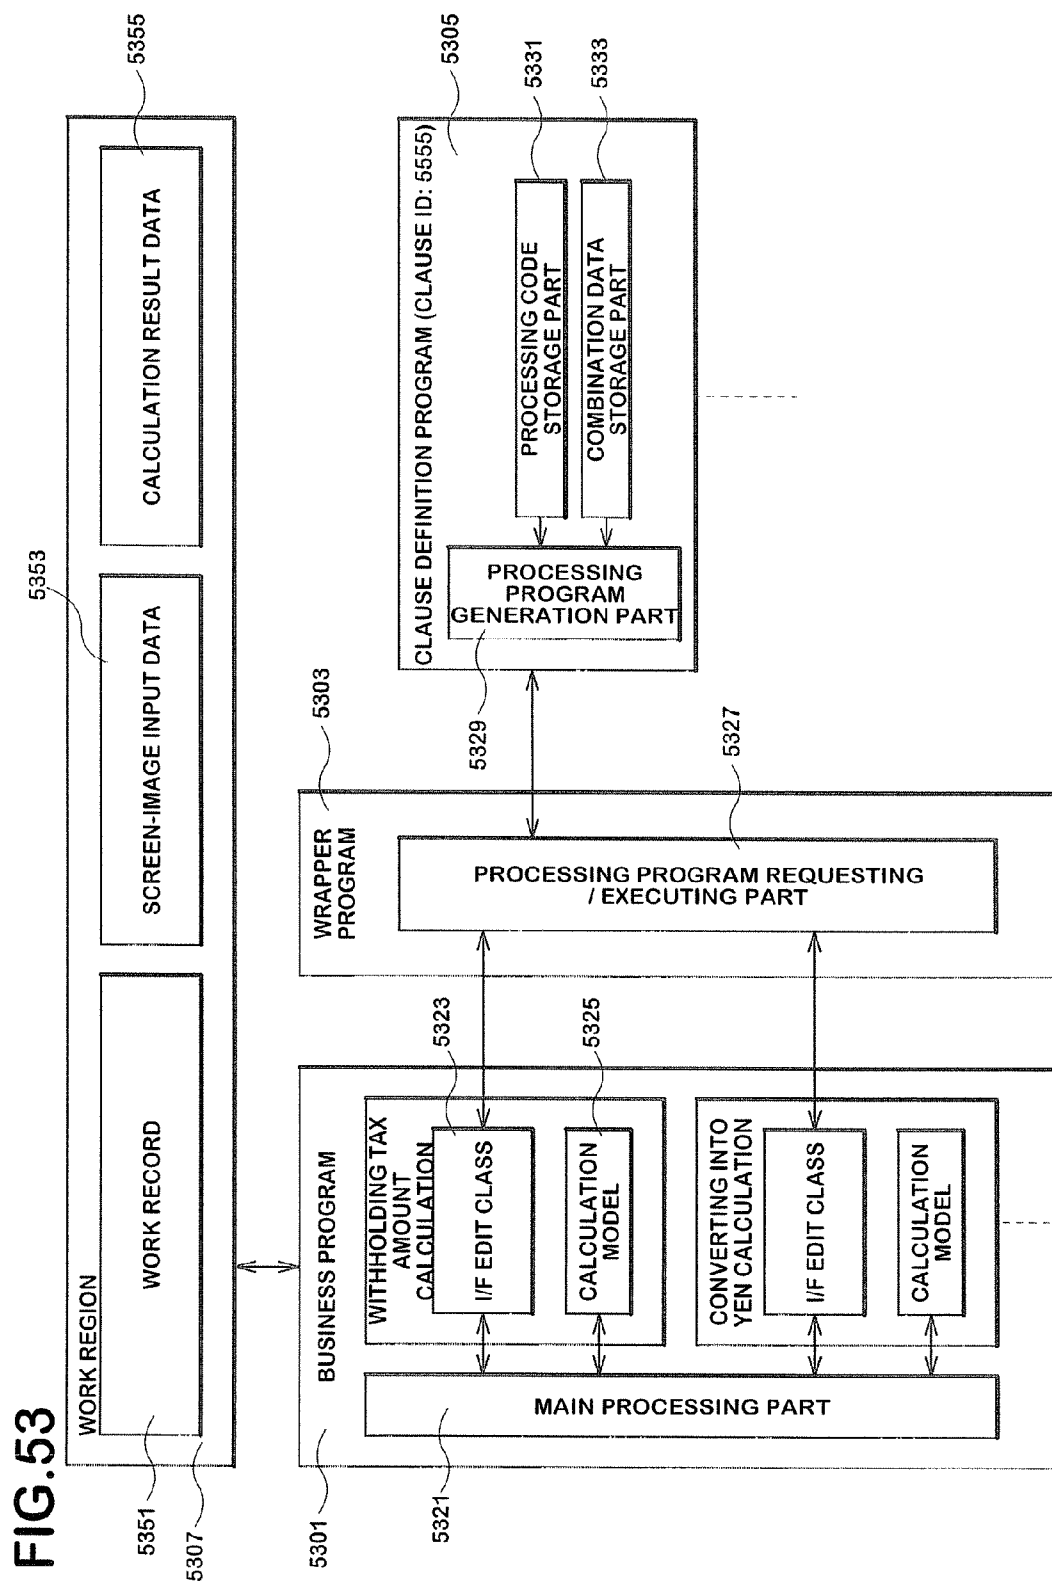 FIG.53
WORK REGION
WORK RECORD
SCREEN-IMAGE INPUT DATA
CALCULATION RESULT DATA
5351
5307
5353
5355
5301
BUSINESS PROGRAM
MAIN PROCESSING PART
5321
WITHHOLDING TAX
AMOUNT
CALCULATION
I/F EDIT CLASS
5323
CALCULATION
MODEL
5325
CONVERTING INTO
YEN CALCULATION
I/F EDIT CLASS
CALCULATION
MODEL
WRAPPER
PROGRAM
5303
PROCESSING PROGRAM REQUESTING
/ EXECUTING PART
5327
CLAUSE DEFINITION PROGRAM (CLAUSE ID: 5555)
5305
PROCESSING
PROGRAM
GENERATION PART
5329
PROCESSING CODE
STORAGE PART
5331
COMBINATION DATA
STORAGE PART
5333